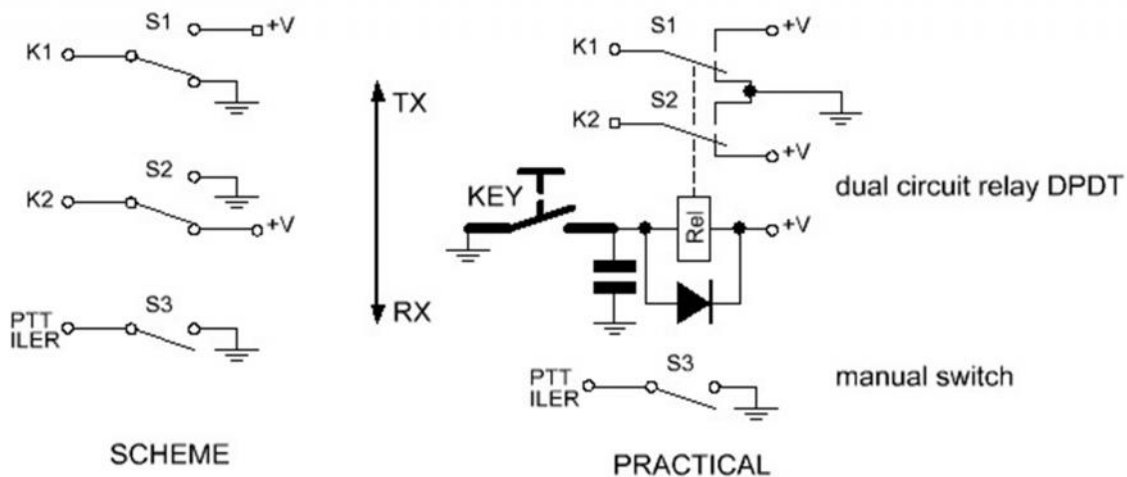 S1
+V
K1
S2
K2
+V
S3
PTT
ILER
SCHEME
TX
RX
S1
+V
K1
S2
K2
+V
dual circuit relay DPDT
KEY
Rel
+V
S3
PTT
ILER
manual switch
PRACTICAL